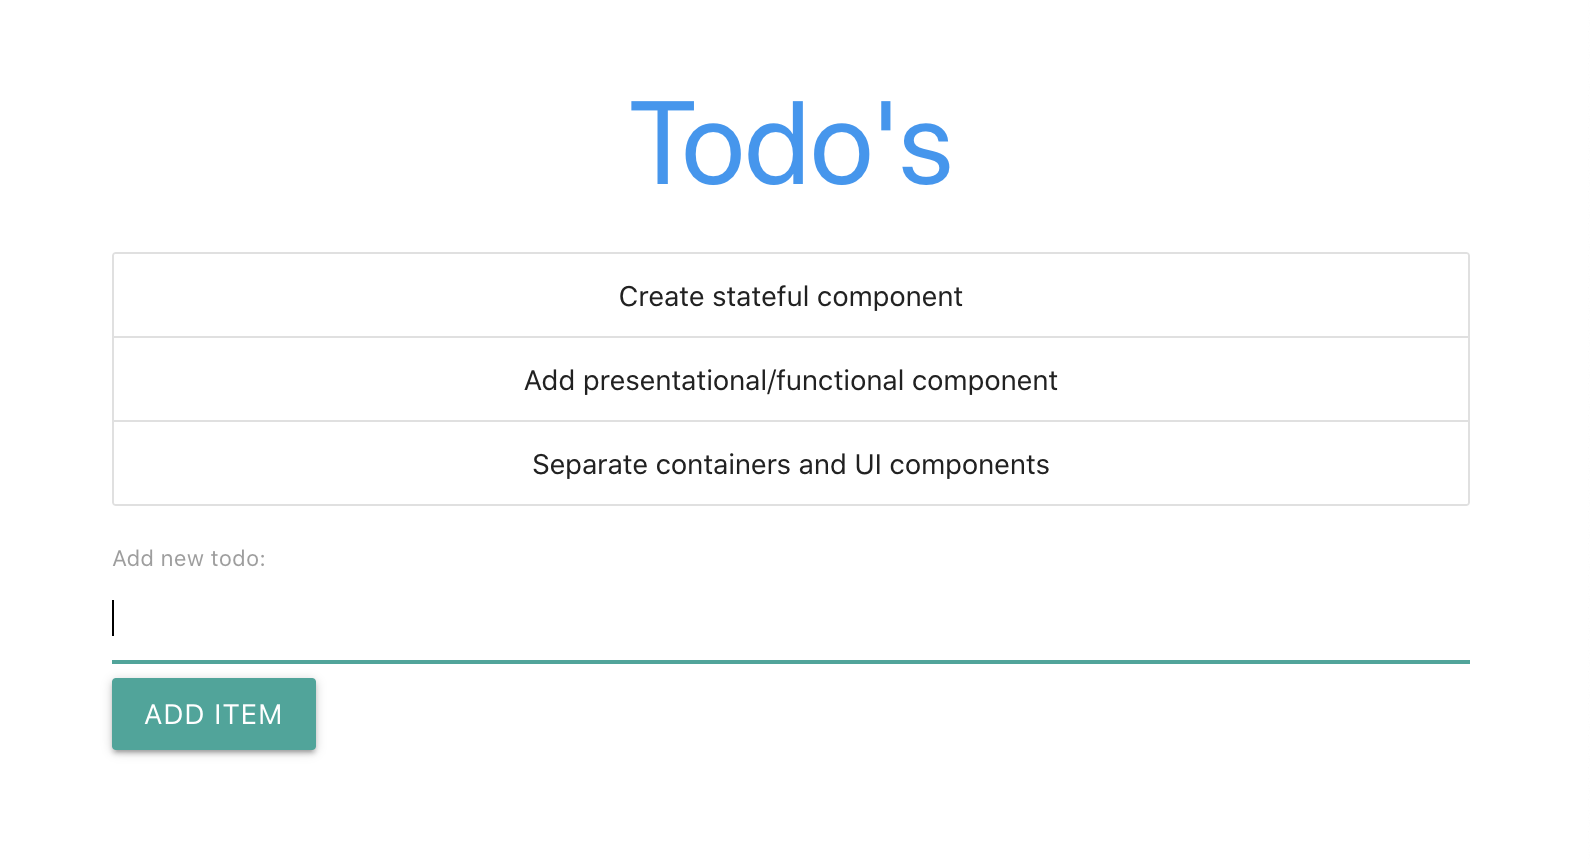 Todo's
Create stateful component
Add presentational/functional component
Separate containers and UI components
Add new todo:
ADD ITEM